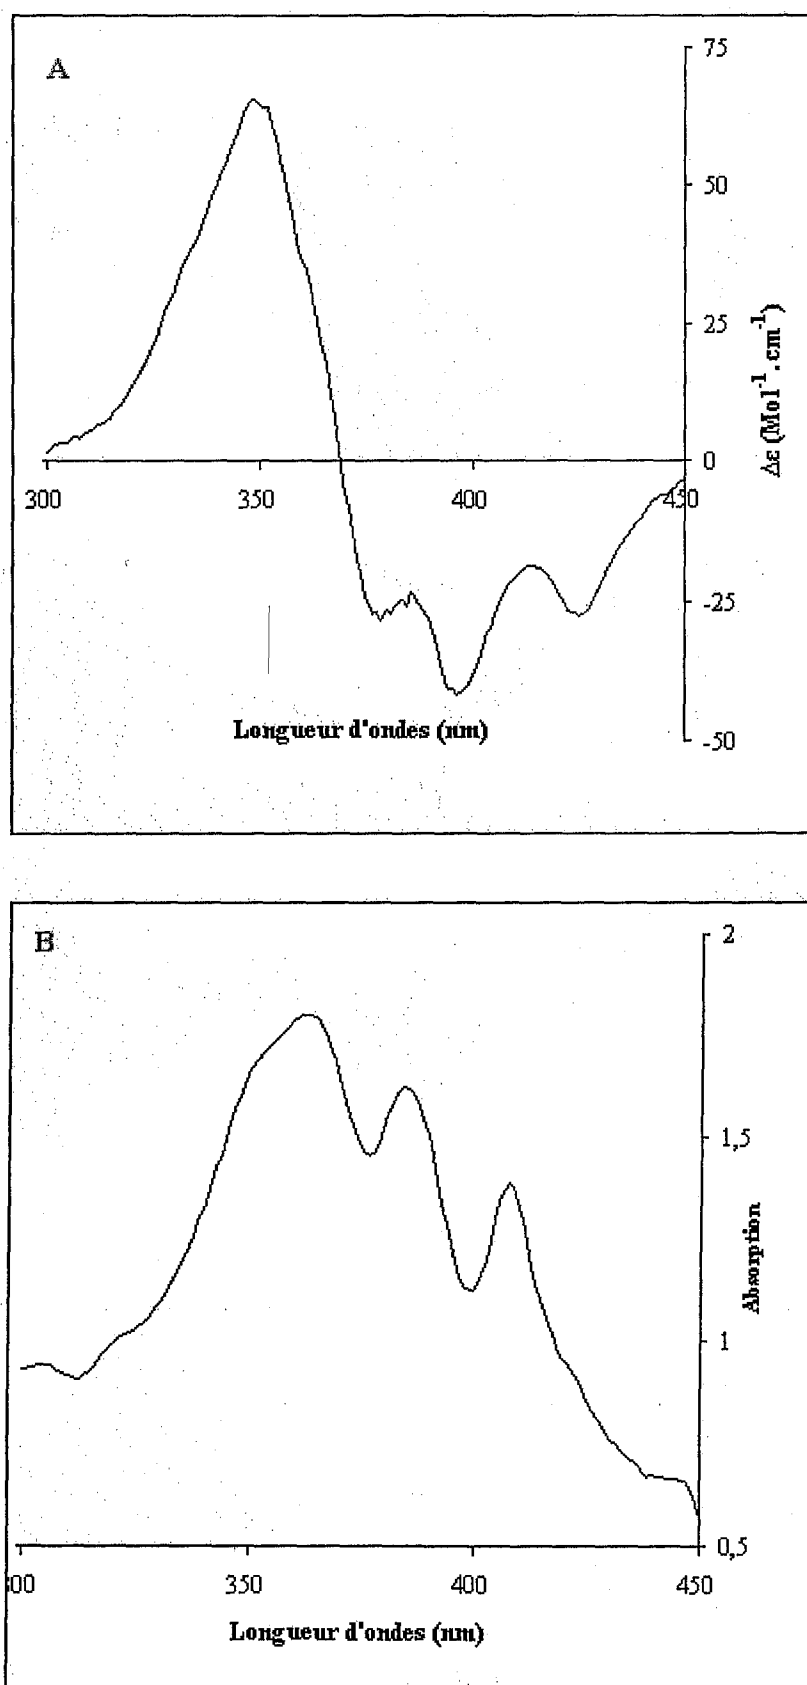 A
75
50
25
0
-25
-50
Δε (Mol⁻¹.cm⁻¹)
300 350 400 450
Longueur d'ondes (nm)
B
2
1,5
1
0,5
Absorption
300 350 400 450
Longueur d'ondes (nm)